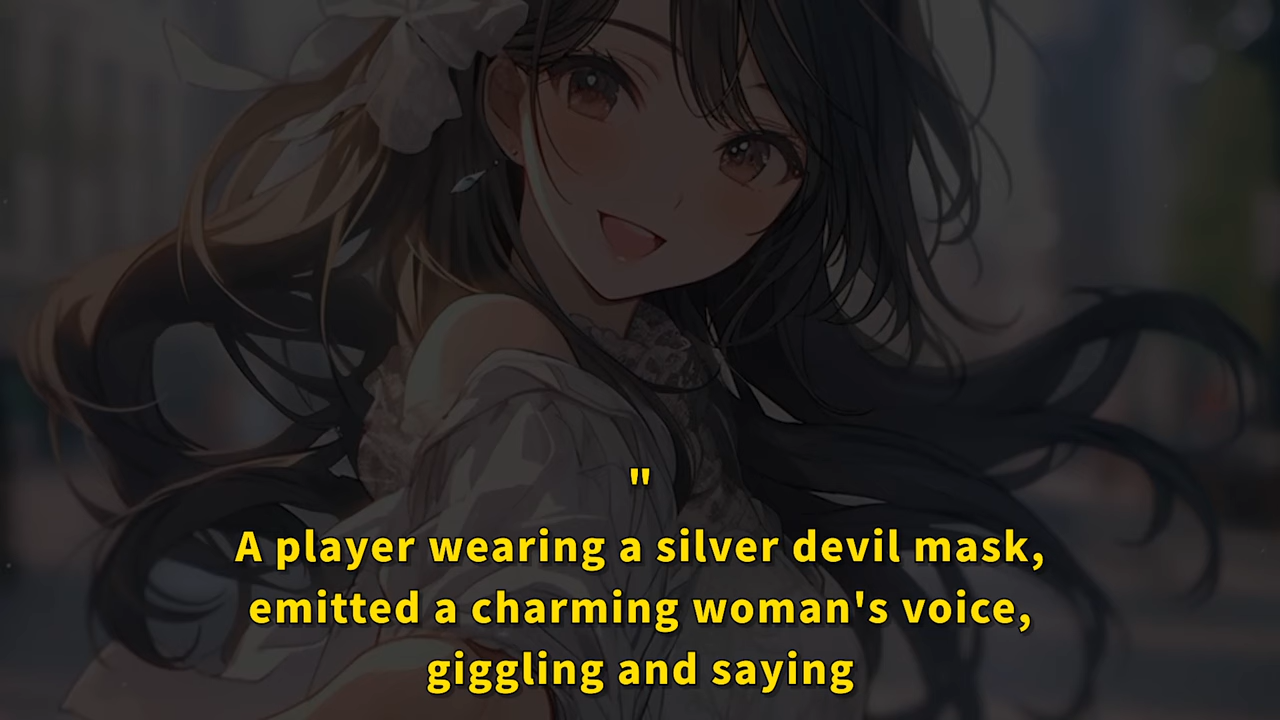 "
A player wearing a silver devil mask,
emitted a charming woman's voice,
giggling and saying